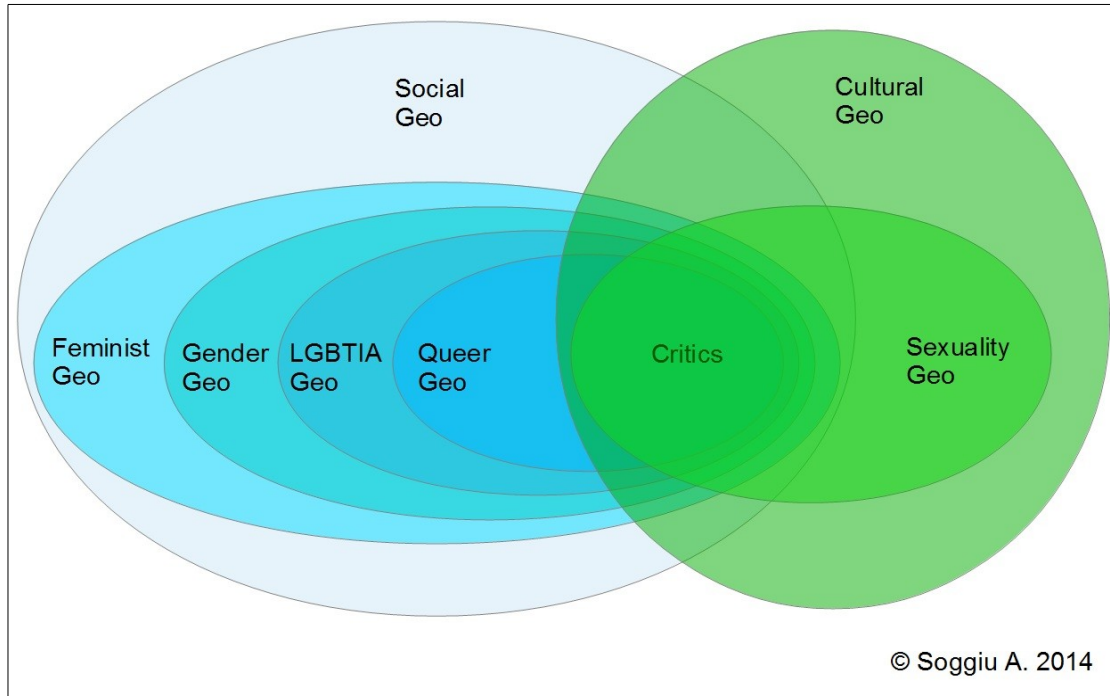 Social
Geo
Cultural
Geo
Feminist
Geo
Gender
Geo
LGBTIA
Geo
Queer
Geo
Critics
Sexuality
Geo
© Soggiu A. 2014